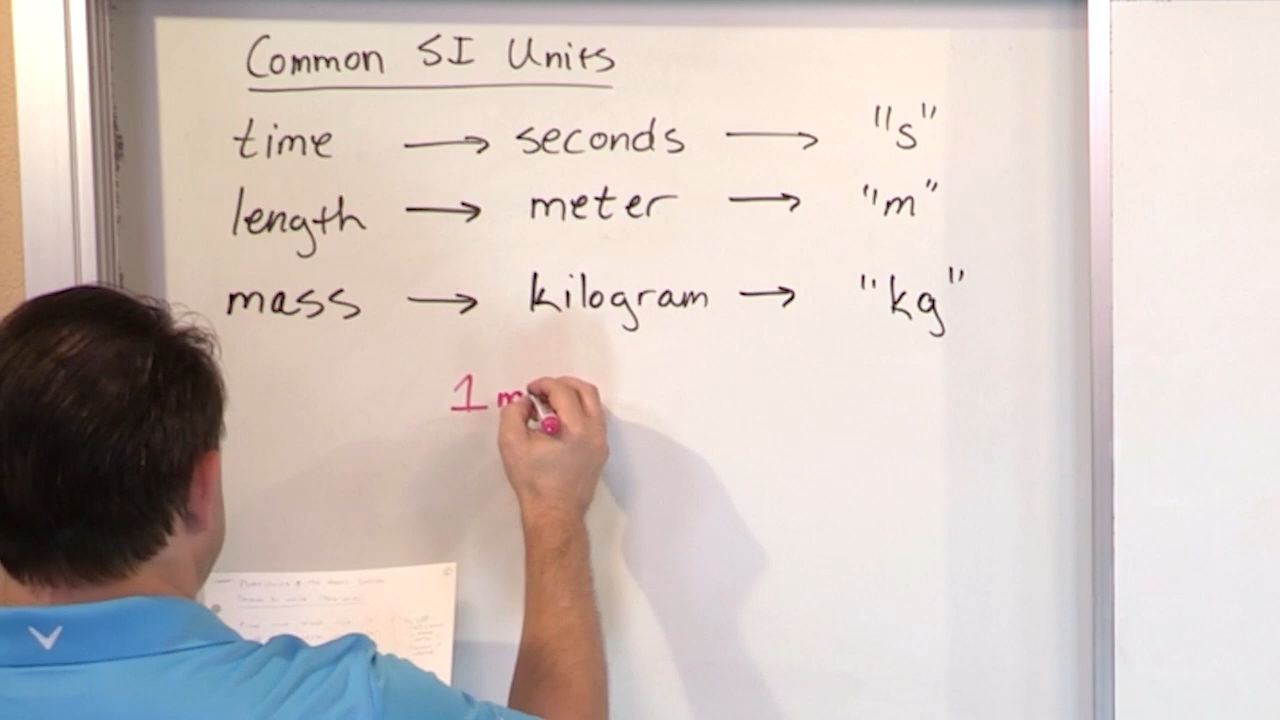 Common SI Units
time → seconds → "s"
length → meter → "m"
mass → kilogram → "kg"
1 m